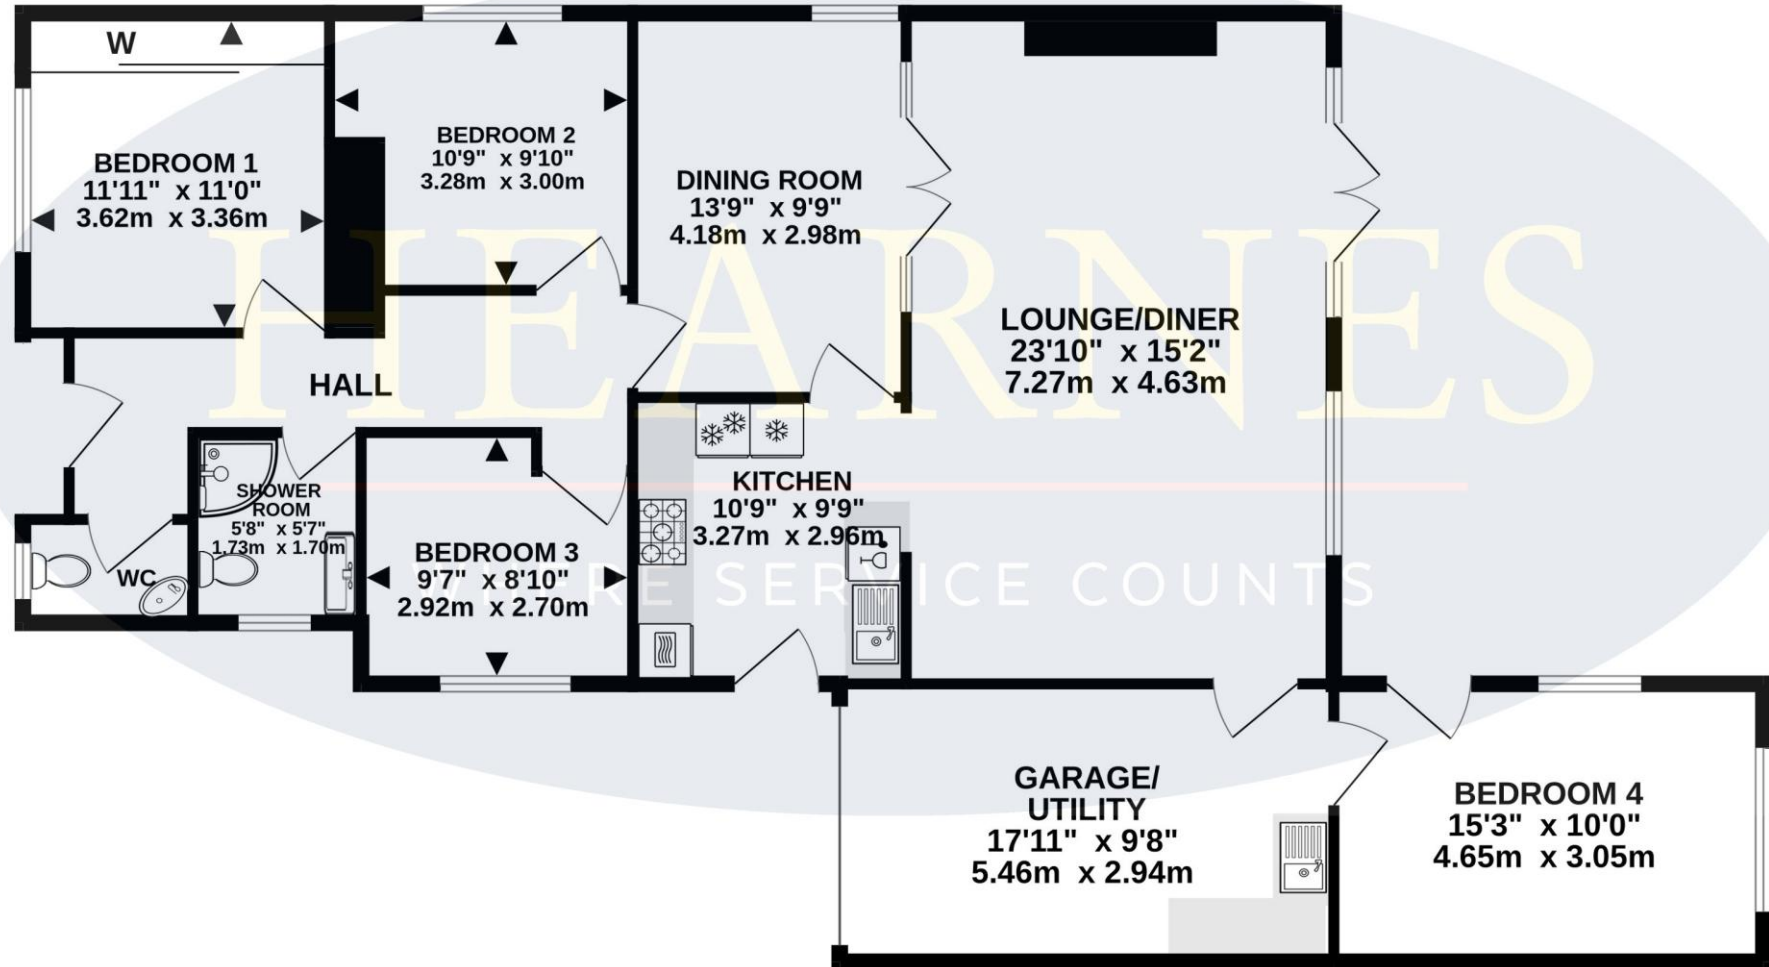 W
BEDROOM 1
11'11" x 11'0"
3.62m x 3.36m
BEDROOM 2
10'9" x 9'10"
3.28m x 3.00m
DINING ROOM
13'9" x 9'9"
4.18m x 2.98m
LOUNGE/DINER
23'10" x 15'2"
7.27m x 4.63m
HALL
HEARNES
SHOWER
ROOM
5'8" x 5'7"
1.73m x 1.70m
WC
BEDROOM 3
9'7" x 8'10"
2.92m x 2.70m
KITCHEN
10'9" x 9'9"
3.27m x 2.96m
WHERE SERVICE COUNTS
GARAGE/
UTILITY
17'11" x 9'8"
5.46m x 2.94m
BEDROOM 4
15'3" x 10'0"
4.65m x 3.05m